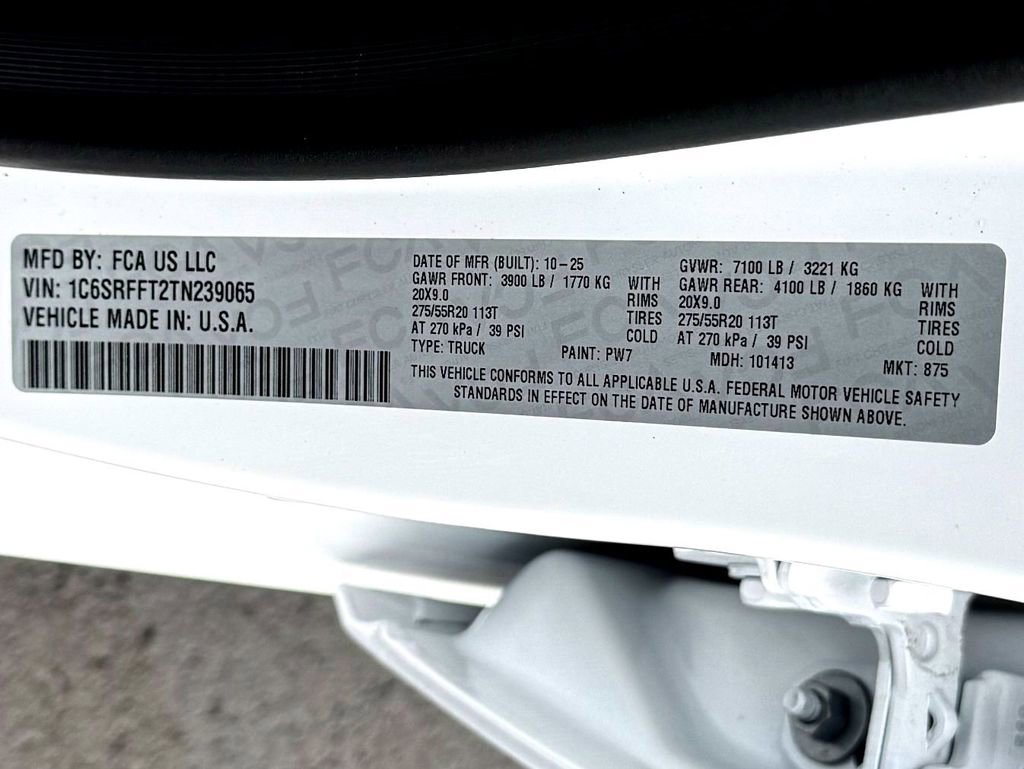 MFD BY: FCA US LLC
VIN: 1C6SRFFT2TN239065
VEHICLE MADE IN: U.S.A.
DATE OF MFR (BUILT): 10-25
GAWR FRONT: 3900 LB / 1770 KG WITH
20X9.0 RIMS
275/55R20 113T TIRES
AT 270 kPa / 39 PSI COLD
TYPE: TRUCK PAINT: PW7
GVWR: 7100 LB / 3221 KG
GAWR REAR: 4100 LB / 1860 KG WITH
20X9.0 RIMS
275/55R20 113T TIRES
AT 270 kPa / 39 PSI COLD
MDH: 101413 MKT: 875
THIS VEHICLE CONFORMS TO ALL APPLICABLE U.S.A. FEDERAL MOTOR VEHICLE SAFETY
STANDARDS IN EFFECT ON THE DATE OF MANUFACTURE SHOWN ABOVE.